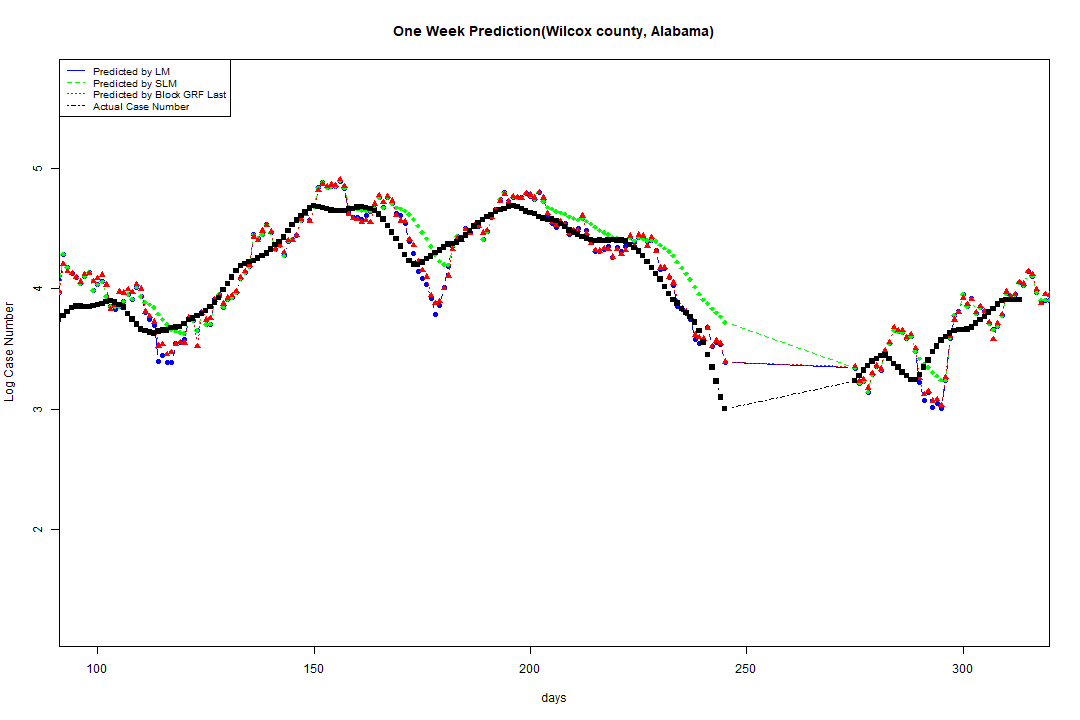 One Week Prediction(Wilcox county, Alabama)
Predicted by LM
Predicted by SLM
Predicted by Block GRF Last
Actual Case Number
5
4
3
2
Log Case Number
100 150 200 250 300
days